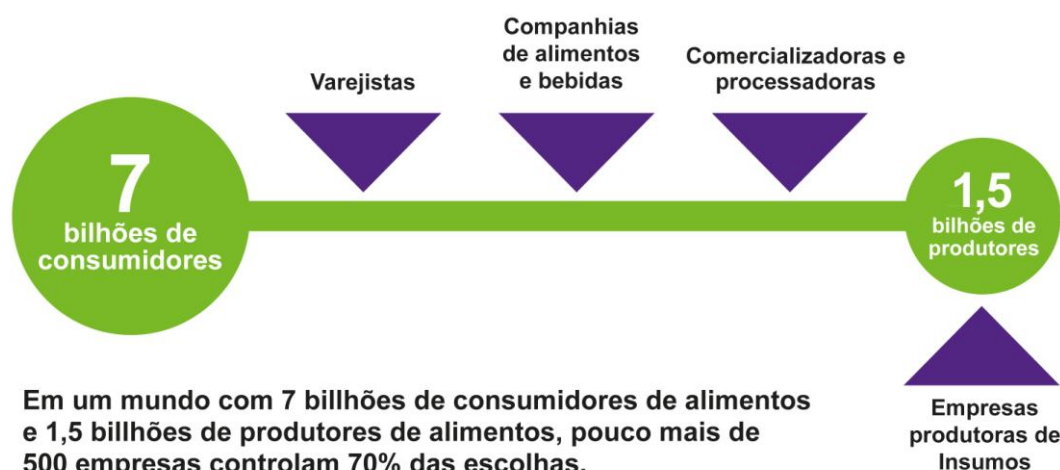 Companhias
de alimentos
e bebidas
Varejistas
Comercializadoras e
processadoras
7
bilhões de
consumidores
1,5
bilhões de
produtores
Em um mundo com 7 billhões de consumidores de alimentos
e 1,5 billhões de produtores de alimentos, pouco mais de
500 empresas controlam 70% das escolhas.
Empresas
produtoras de
Insumos